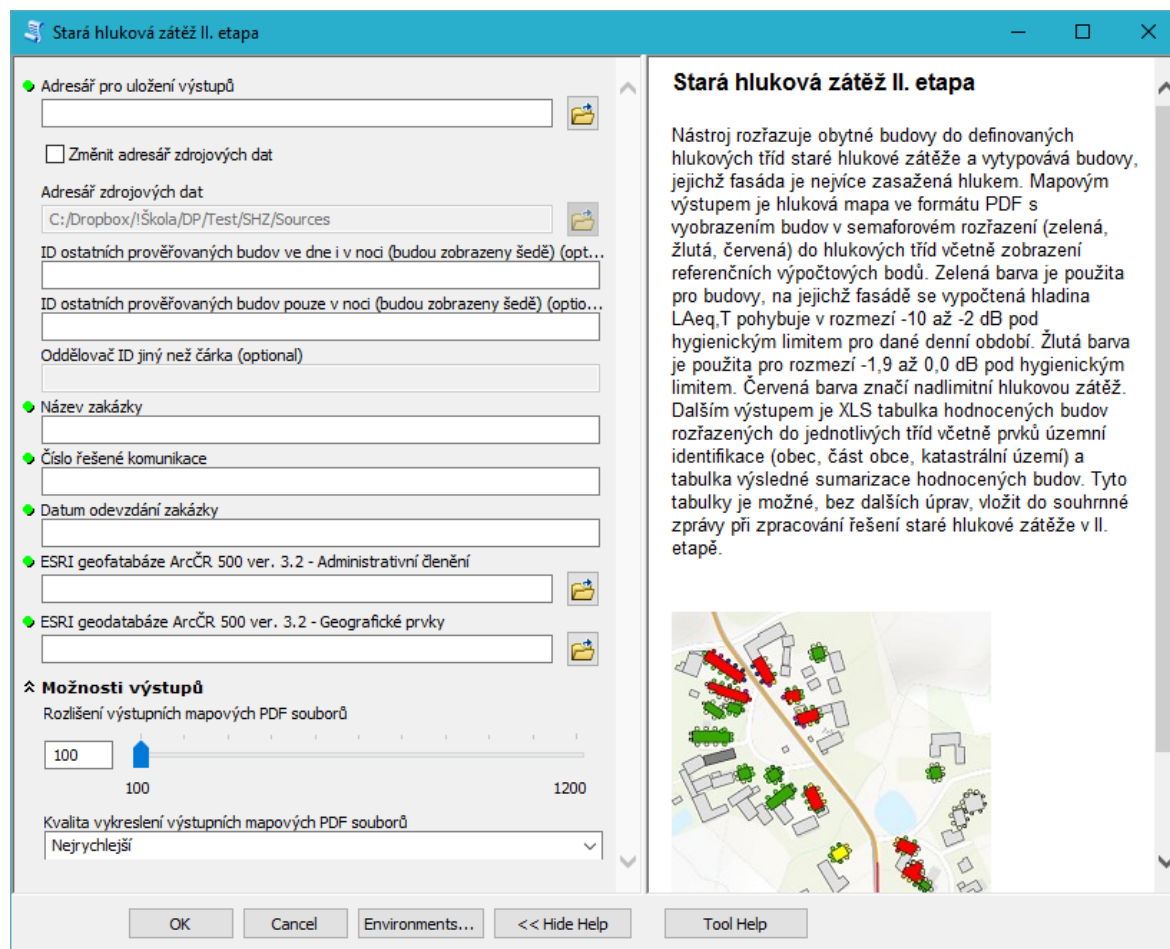 Stará hluková zátěž II. etapa
Adresář pro uložení výstupů
Změnit adresář zdrojových dat
Adresář zdrojových dat
C:/Dropbox/!Škola/DP/Test/SHZ/Sources
ID ostatních prověřovaných budov ve dne i v noci (budou zobrazeny šedě) (opt...
ID ostatních prověřovaných budov pouze v noci (budou zobrazeny šedě) (optio...
Oddělovač ID jiný než čárka (optional)
Název zakázky
Číslo řešené komunikace
Datum odevzdání zakázky
ESRI geofatabáze ArcČR 500 ver. 3.2 - Administrativní členění
ESRI geodatabáze ArcČR 500 ver. 3.2 - Geografické prvky
Možnosti výstupů
Rozlišení výstupních mapových PDF souborů
100
100 1200
Kvalita vykreslení výstupních mapových PDF souborů
Nejrychlejší
Stará hluková zátěž II. etapa
Nástroj rozřazuje obytné budovy do definovaných
hlukových tříd staré hlukové zátěže a vytypovává budovy,
jejichž fasáda je nejvíce zasažená hlukem. Mapovým
výstupem je hluková mapa ve formátu PDF s
vyobrazením budov v semaforovém rozřazení (zelená,
žlutá, červená) do hlukových tříd včetně zobrazení
referenčních výpočtových bodů. Zelená barva je použita
pro budovy, na jejichž fasádě se vypočtená hladina
LAeq,T pohybuje v rozmezí -10 až -2 dB pod
hygienickým limitem pro dané denní období. Žlutá barva
je použita pro rozmezí -1,9 až 0,0 dB pod hygienickým
limitem. Červená barva značí nadlimitní hlukovou zátěž.
Dalším výstupem je XLS tabulka hodnocených budov
rozřazených do jednotlivých tříd včetně prvků územní
identifikace (obec, část obce, katastrální území) a
tabulka výsledné sumarizace hodnocených budov. Tyto
tabulky je možné, bez dalších úprav, vložit do souhrnné
zprávy při zpracování řešení staré hlukové zátěže v II.
etapě.
OK Cancel Environments... << Hide Help Tool Help